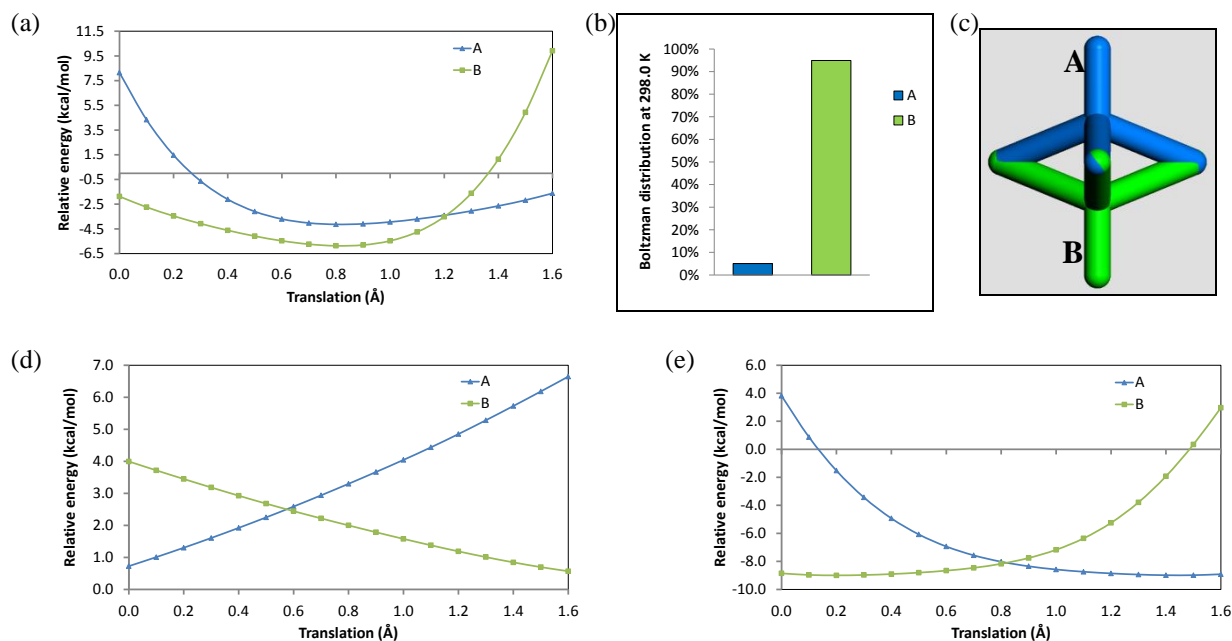 (a)
11.5
9.5
7.5
5.5
3.5
1.5
-0.5
-2.5
-4.5
-6.5
Relative energy (kcal/mol)
A
B
0.0 0.2 0.4 0.6 0.8 1.0 1.2 1.4 1.6
Translation (Å)
(b)
100%
90%
80%
70%
60%
50%
40%
30%
20%
10%
0%
Boltzman distribution at 298.0 K
A
B
(c)
A
B
(d)
7.0
6.0
5.0
4.0
3.0
2.0
1.0
0.0
Relative energy (kcal/mol)
A
B
0.0 0.2 0.4 0.6 0.8 1.0 1.2 1.4 1.6
Translation (Å)
(e)
6.0
4.0
2.0
0.0
-2.0
-4.0
-6.0
-8.0
-10.0
Relative energy (kcal/mol)
A
B
0.0 0.2 0.4 0.6 0.8 1.0 1.2 1.4 1.6
Translation (Å)